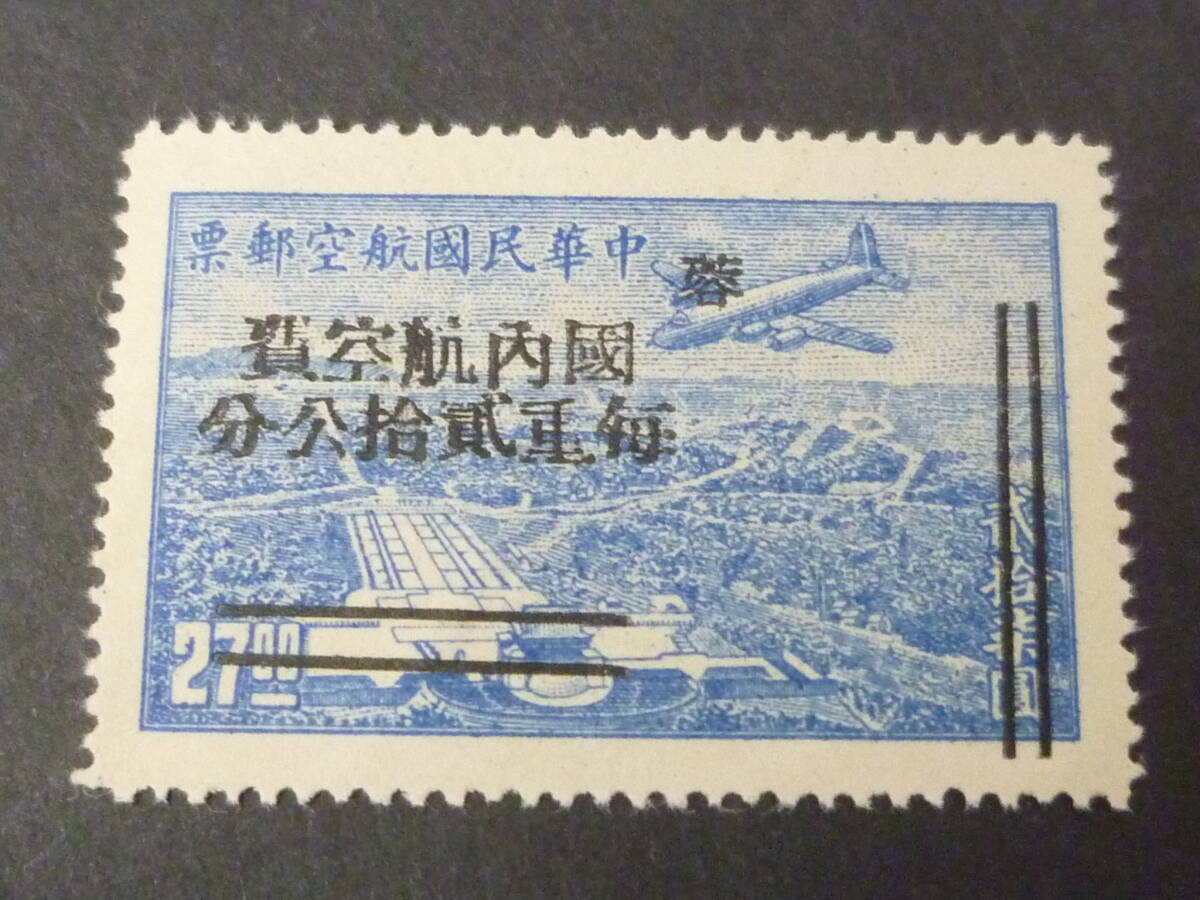 中華民國航空郵票
蓉
國內航空費
每重貳拾公分
27.00
貳拾柒圓